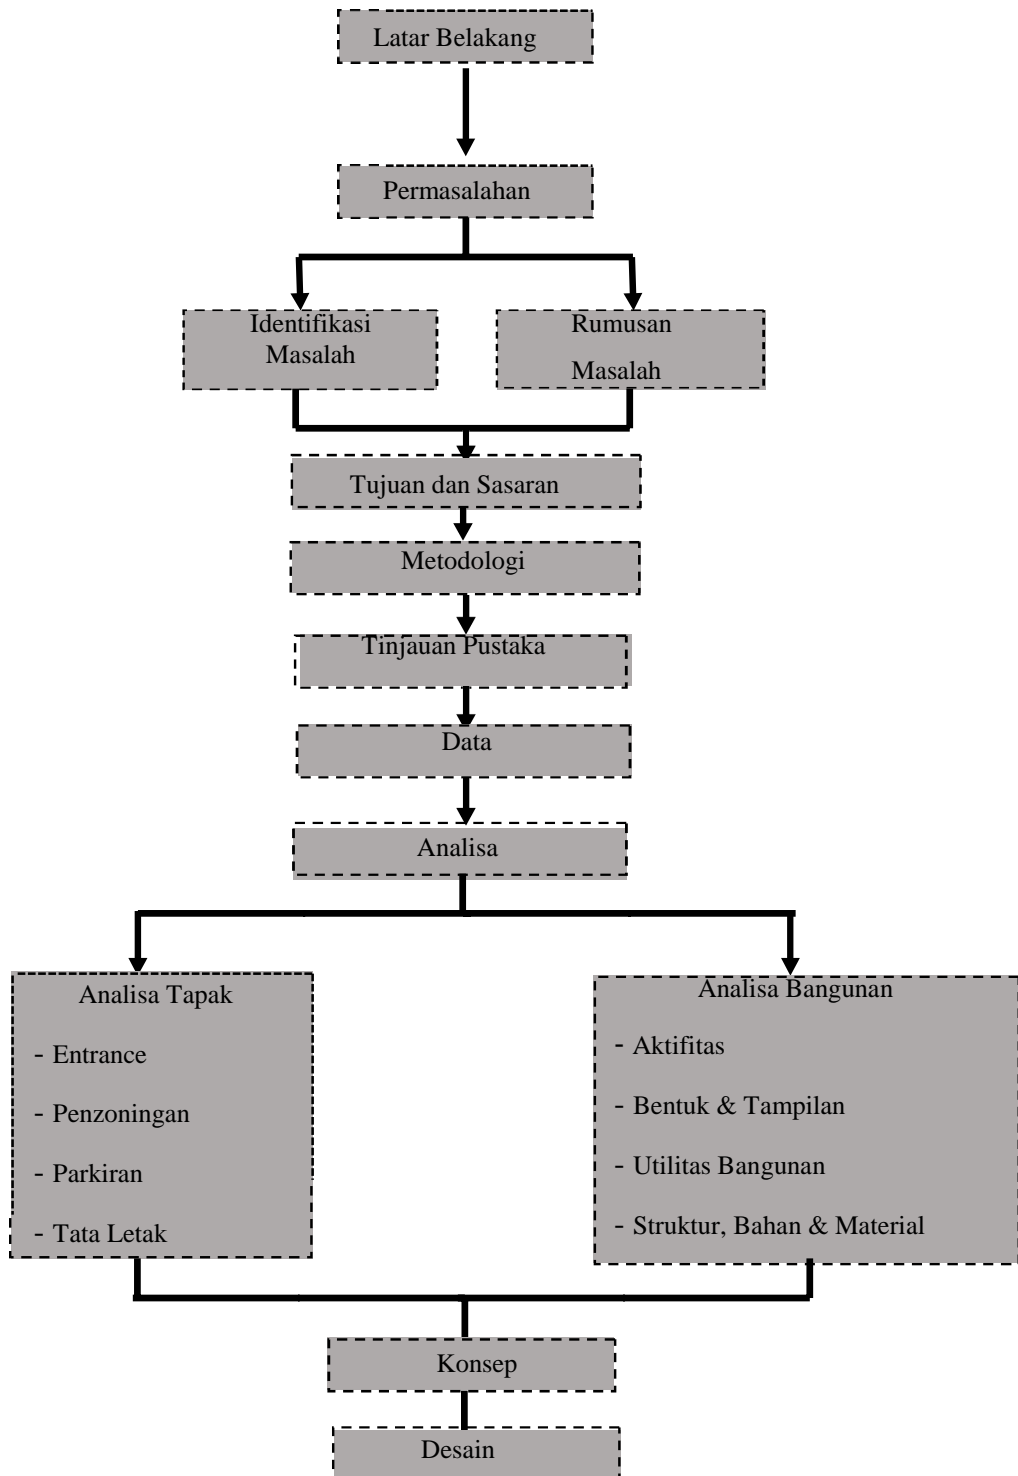 Latar Belakang
Permasalahan
Identifikasi
Masalah
Rumusan
Masalah
Tujuan dan Sasaran
Metodologi
Tinjauan Pustaka
Data
Analisa
Analisa Tapak
- Entrance
- Penzoningan
- Parkiran
- Tata Letak
Analisa Bangunan
- Aktifitas
- Bentuk & Tampilan
- Utilitas Bangunan
- Struktur, Bahan & Material
Konsep
Desain